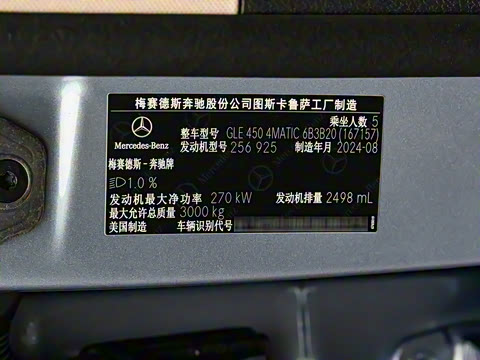 梅赛德斯奔驰股份公司图斯卡鲁萨工厂制造
乘坐人数 5
Mercedes-Benz
整车型号 GLE 450 4MATIC 6B3B20 (167157)
发动机型号 256 925 制造年月 2024-08
梅赛德斯-奔驰牌
1.0 %
发动机最大净功率 270 kW 发动机排量 2498 mL
最大允许总质量 3000 kg
美国制造 车辆识别代号